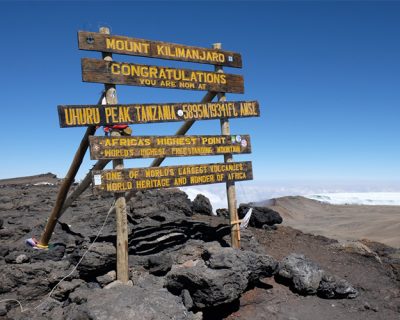 MOUNT KILIMANJARO
CONGRATULATIONS
YOU ARE NOW AT
UHURU PEAK TANZANIA 5895M/19341FT. AMSL
AFRICA'S HIGHEST POINT
WORLD'S HIGHEST FREE-STANDING MOUNTAIN
ONE OF WORLD'S LARGEST VOLCANOES
WORLD HERITAGE AND WONDER OF AFRICA